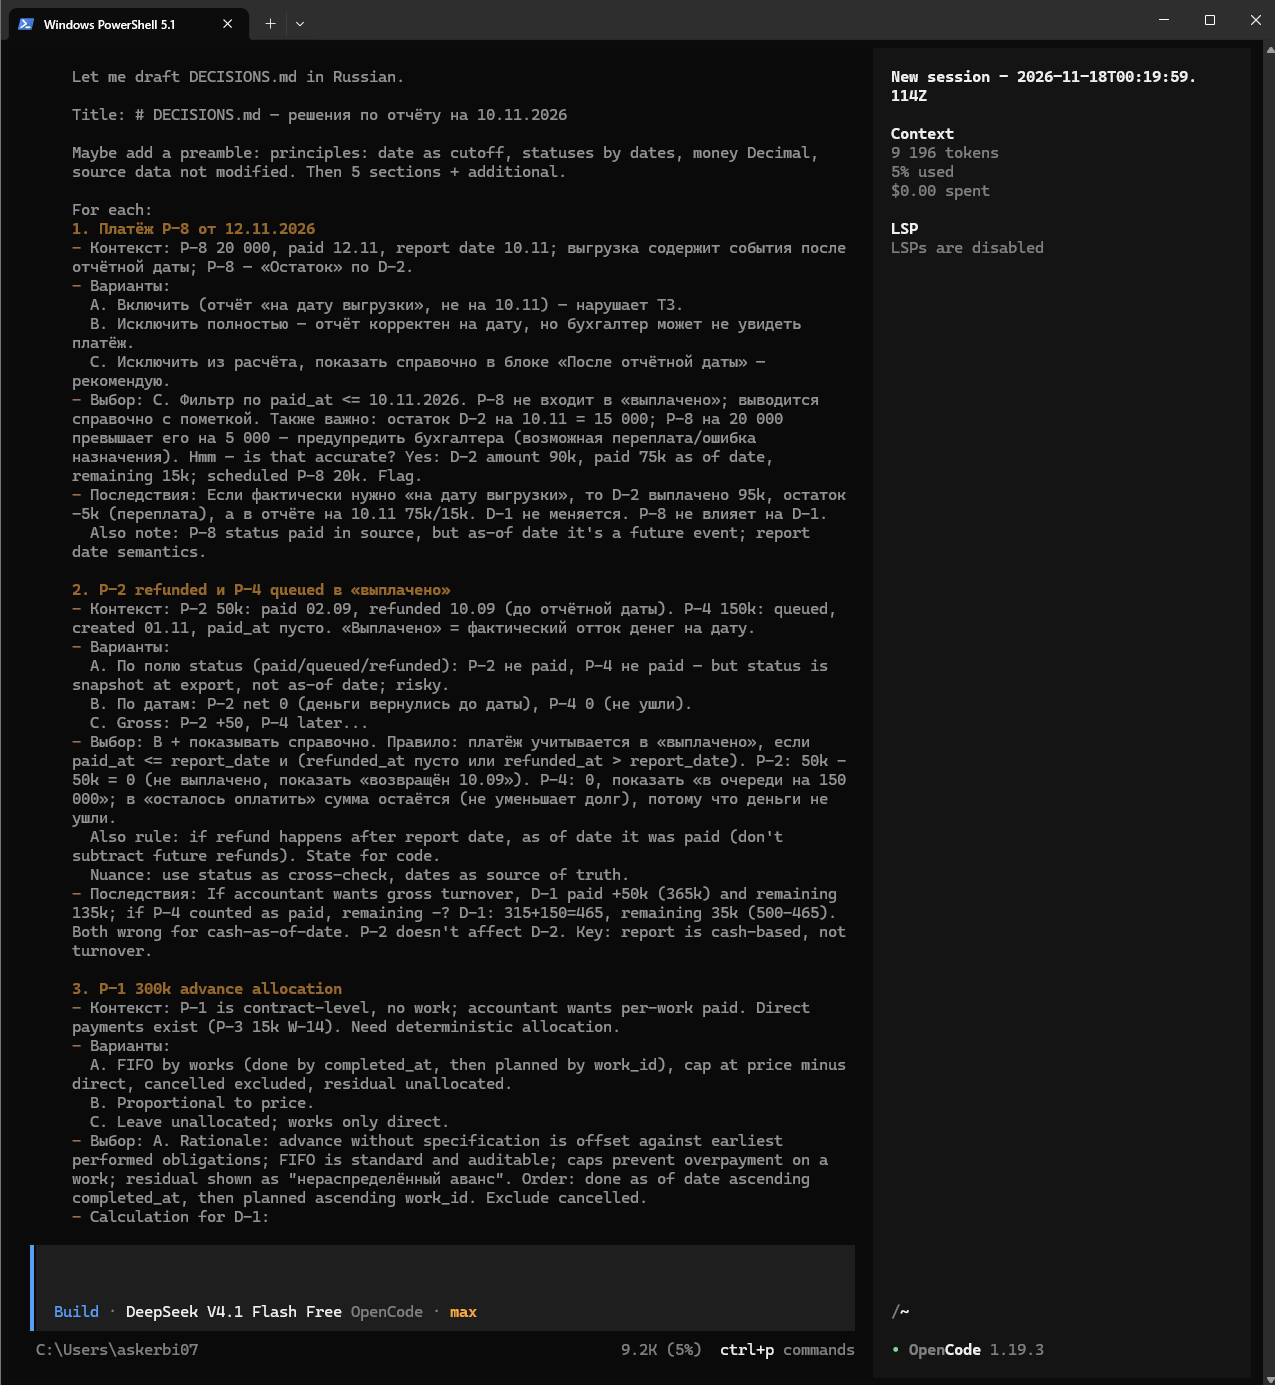 Windows PowerShell 5.1
Let me draft DECISIONS.md in Russian.
Title: # DECISIONS.md — решения по отчёту на 10.11.2026
Maybe add a preamble: principles: date as cutoff, statuses by dates, money Decimal,
source data not modified. Then 5 sections + additional.
For each:
1. Платёж P-8 от 12.11.2026
- Контекст: P-8 20 000, paid 12.11, report date 10.11; выгрузка содержит события после
отчётной даты; P-8 — «Остаток» по D-2.
- Варианты:
A. Включить (отчёт «на дату выгрузки», не на 10.11) — нарушает ТЗ.
B. Исключить полностью — отчёт корректен на дату, но бухгалтер может не увидеть
платёж.
C. Исключить из расчёта, показать справочно в блоке «После отчётной даты» —
рекомендую.
- Выбор: C. Фильтр по paid_at <= 10.11.2026. P-8 не входит в «выплачено»; выводится
справочно с пометкой. Также важно: остаток D-2 на 10.11 = 15 000; P-8 на 20 000
превышает его на 5 000 — предупредить бухгалтера (возможная переплата/ошибка
назначения). Hmm — is that accurate? Yes: D-2 amount 90k, paid 75k as of date,
remaining 15k; scheduled P-8 20k. Flag.
- Последствия: Если фактически нужно «на дату выгрузки», то D-2 выплачено 95k, остаток
-5k (переплата), а в отчёте на 10.11 75k/15k. D-1 не меняется. P-8 не влияет на D-1.
Also note: P-8 status paid in source, but as-of date it's a future event; report
date semantics.
2. P-2 refunded и P-4 queued в «выплачено»
- Контекст: P-2 50k: paid 02.09, refunded 10.09 (до отчётной даты). P-4 150k: queued,
created 01.11, paid_at пусто. «Выплачено» = фактический отток денег на дату.
- Варианты:
A. По полю status (paid/queued/refunded): P-2 не paid, P-4 не paid — but status is
snapshot at export, not as-of date; risky.
B. По датам: P-2 net 0 (деньги вернулись до даты), P-4 0 (не ушли).
C. Gross: P-2 +50, P-4 later...
- Выбор: B + показывать справочно. Правило: платёж учитывается в «выплачено», если
paid_at <= report_date и (refunded_at пусто или refunded_at > report_date). P-2: 50k -
50k = 0 (не выплачено, показать «возвращён 10.09»). P-4: 0, показать «в очереди на 150
000»; в «осталось оплатить» сумма остаётся (не уменьшает долг), потому что деньги не
ушли.
Also rule: if refund happens after report date, as of date it was paid (don't
subtract future refunds). State for code.
Nuance: use status as cross-check, dates as source of truth.
- Последствия: If accountant wants gross turnover, D-1 paid +50k (365k) and remaining
135k; if P-4 counted as paid, remaining -? D-1: 315+150=465, remaining 35k (500-465).
Both wrong for cash-as-of-date. P-2 doesn't affect D-2. Key: report is cash-based, not
turnover.
3. P-1 300k advance allocation
- Контекст: P-1 is contract-level, no work; accountant wants per-work paid. Direct
payments exist (P-3 15k W-14). Need deterministic allocation.
- Варианты:
A. FIFO by works (done by completed_at, then planned by work_id), cap at price minus
direct, cancelled excluded, residual unallocated.
B. Proportional to price.
C. Leave unallocated; works only direct.
- Выбор: A. Rationale: advance without specification is offset against earliest
performed obligations; FIFO is standard and auditable; caps prevent overpayment on a
work; residual shown as "нераспределённый аванс". Order: done as of date ascending
completed_at, then planned ascending work_id. Exclude cancelled.
- Calculation for D-1:
Build · DeepSeek V4.1 Flash Free OpenCode · max
C:\Users\askerbi07
9.2K (5%) ctrl+p commands
New session - 2026-11-18T00:19:59.
114Z
Context
9 196 tokens
5% used
$0.00 spent
LSP
LSPs are disabled
/~
• OpenCode 1.19.3